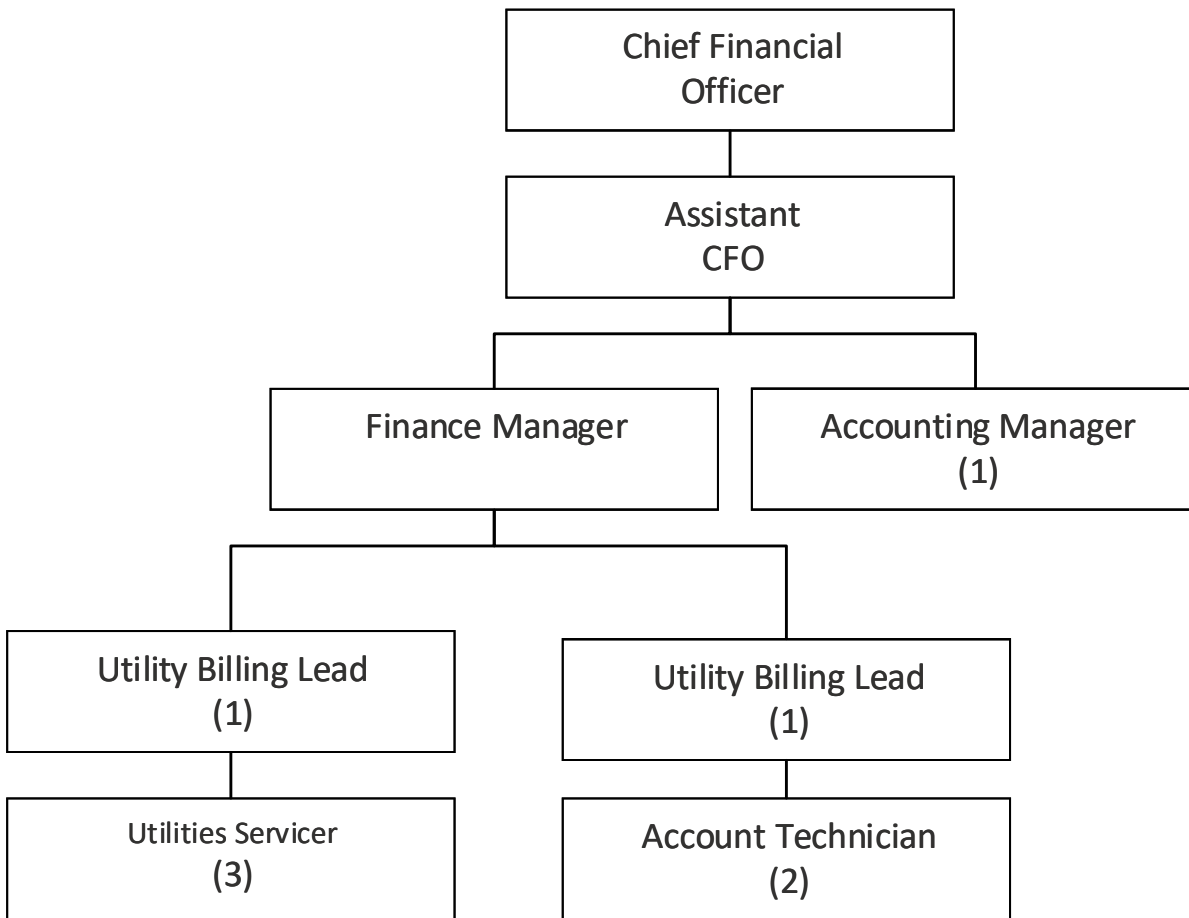 Chief Financial
Officer
Assistant
CFO
Finance Manager
Accounting Manager
(1)
Utility Billing Lead
(1)
Utility Billing Lead
(1)
Utilities Servicer
(3)
Account Technician
(2)